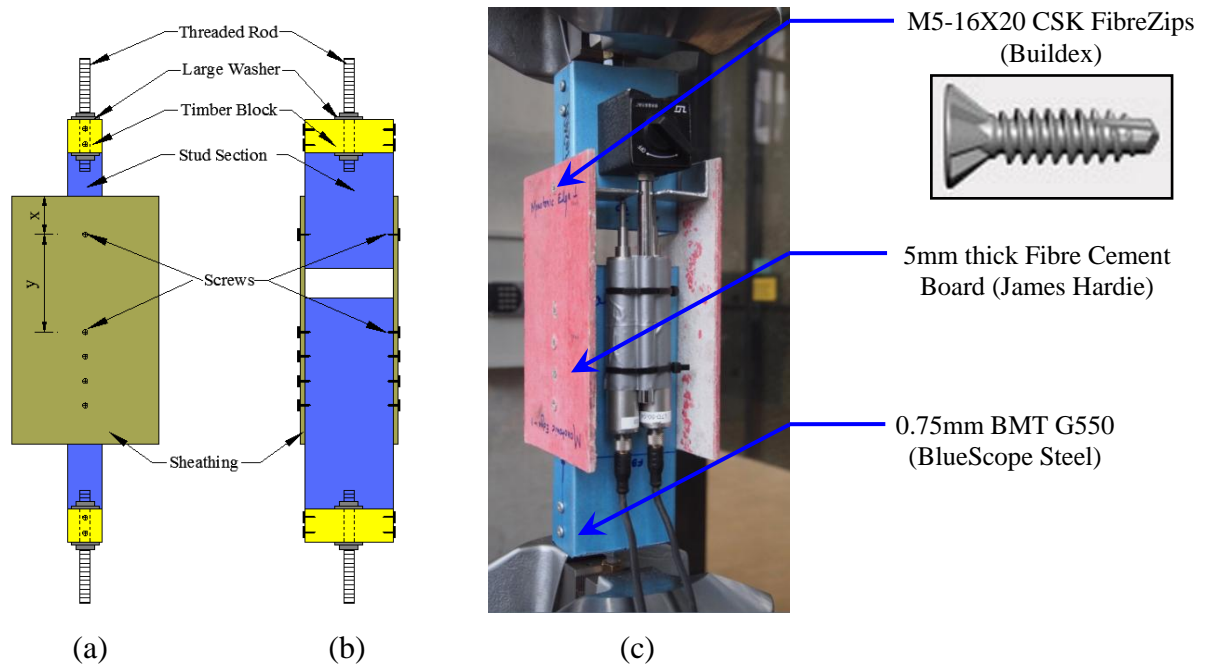 Threaded Rod
Large Washer
Timber Block
Stud Section
x
y
Screws
Sheathing
(a)
(b)
(c)
M5-16X20 CSK FibreZips
(Buildex)
5mm thick Fibre Cement
Board (James Hardie)
0.75mm BMT G550
(BlueScope Steel)